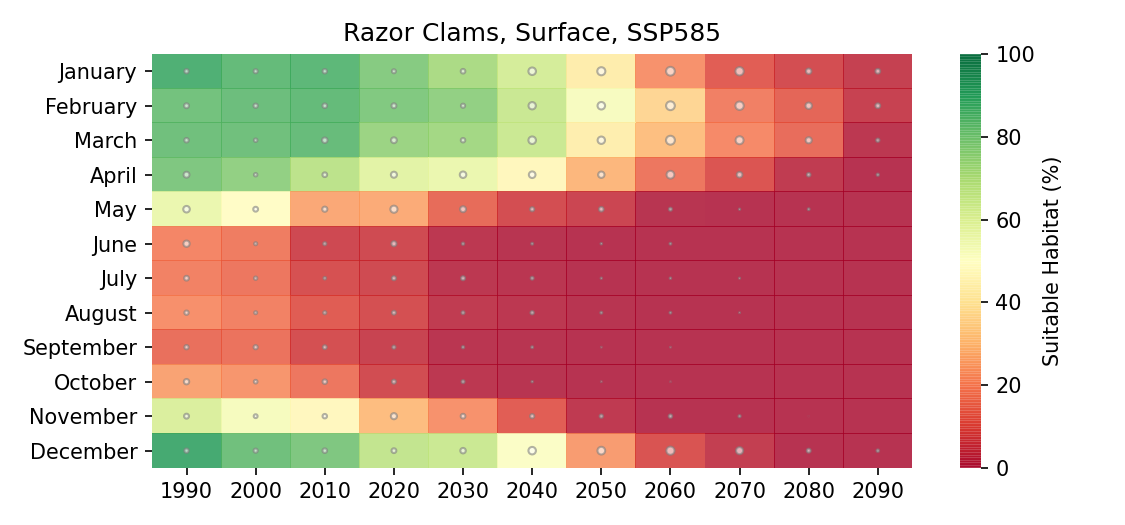 Razor Clams, Surface, SSP585
January
February
March
April
May
June
July
August
September
October
November
December
1990 2000 2010 2020 2030 2040 2050 2060 2070 2080 2090
100
80
60
40
20
0
Suitable Habitat (%)